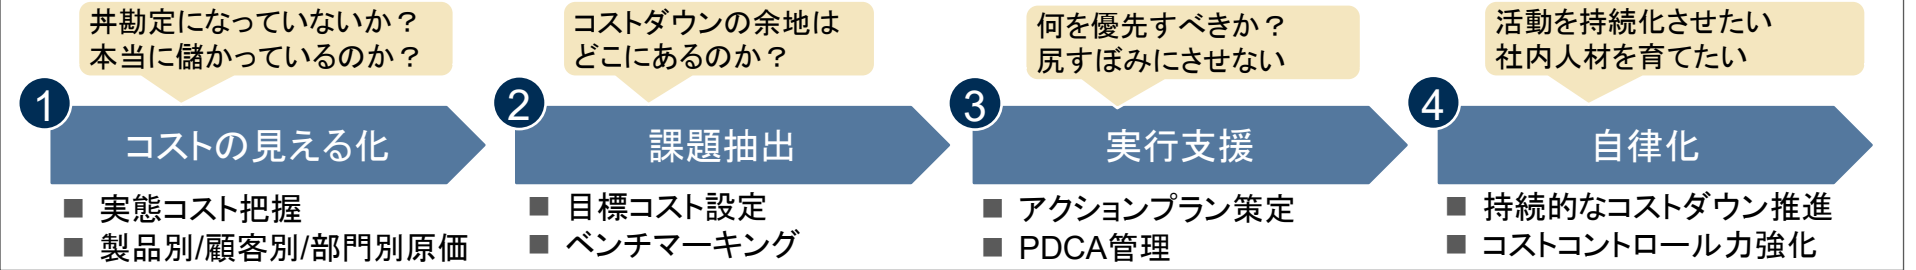 丼勘定になっていないか？
本当に儲かっているのか？
1
コストの見える化
■ 実態コスト把握
■ 製品別/顧客別/部門別原価
コストダウンの余地は
どこにあるのか？
2
課題抽出
■ 目標コスト設定
■ ベンチマーキング
何を優先すべきか？
尻すぼみにさせない
3
実行支援
■ アクションプラン策定
■ PDCA管理
活動を持続化させたい
社内人材を育てたい
4
自律化
■ 持続的なコストダウン推進
■ コストコントロール力強化